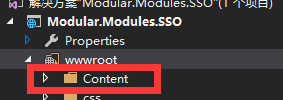 解决方案"Modular.Modules.SSO"(1 个项目)
Modular.Modules.SSO
Properties
wwwroot
Content
css